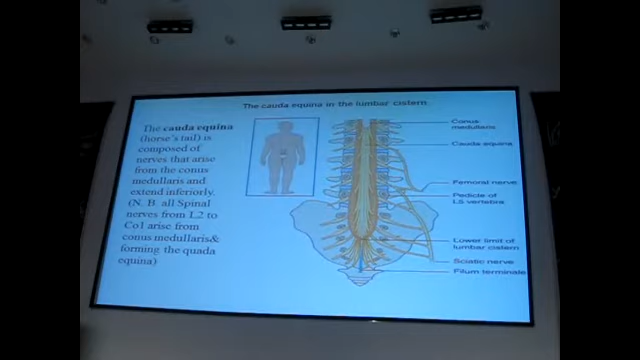 The cauda equina in the lumbar cistern
The cauda equina
(horse's tail) is
composed of
nerves that arise
from the conus
medullaris and
extend inferiorly.
(N. B. all Spinal
nerves from L2 to
Co1 arise from
conus medullaris&
forming the quada
equina)
Conus
medullaris
Cauda equina
Femoral nerve
Pedicle of
L5 vertebra
Lower limit of
lumbar cistern
Sciatic nerve
Filum terminale